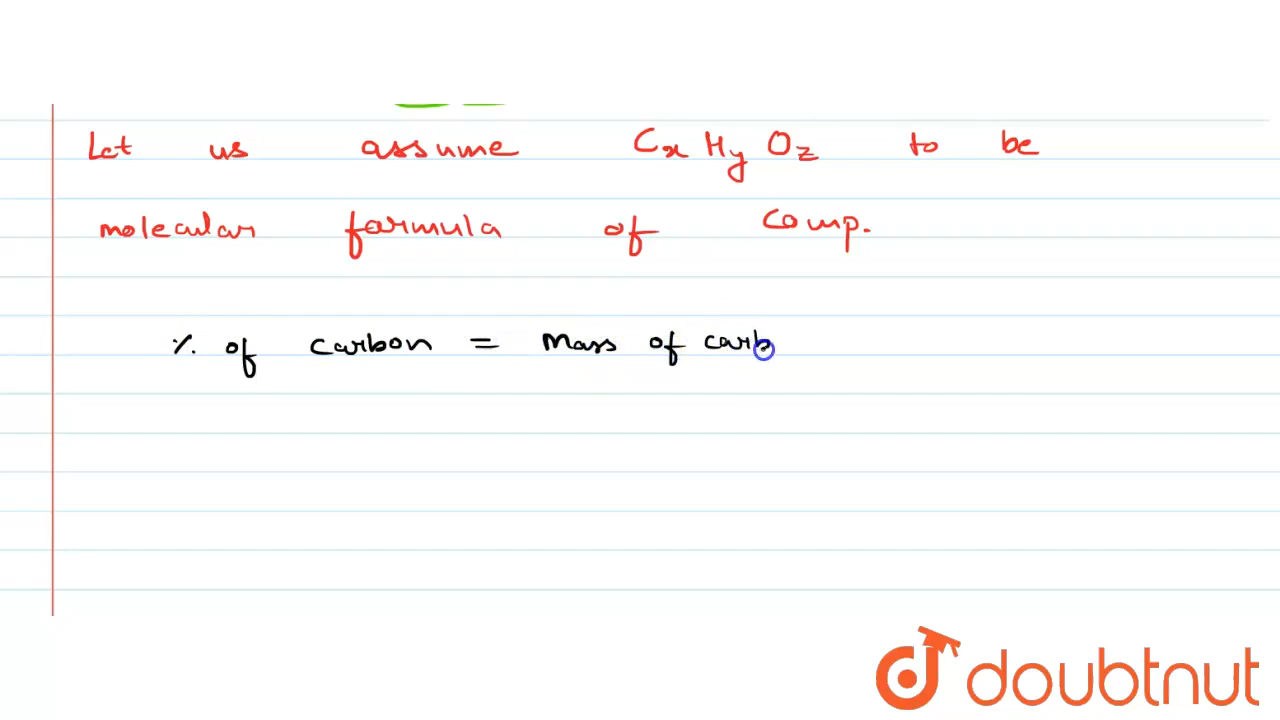 Let us assume CxHyOz to be
molecular formula of comp.
% of carbon = Mass of carb
doubtnut